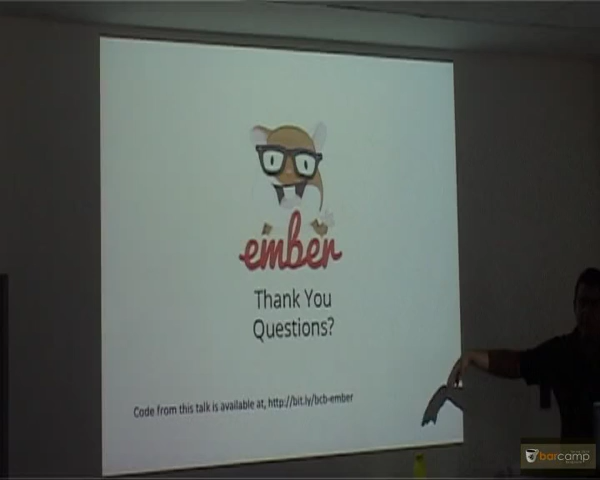 ember
Thank You
Questions?
Code from this talk is available at, http://bit.ly/bcb-ember
barcamp